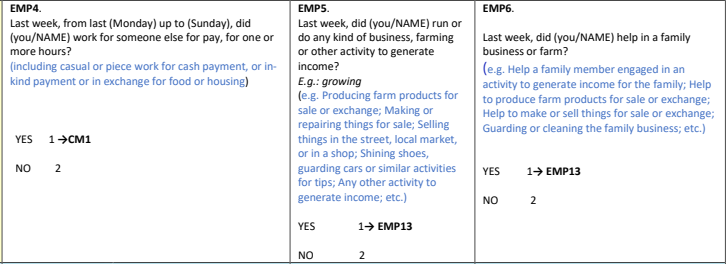 EMP4.
Last week, from last (Monday) up to (Sunday), did
(you/NAME) work for someone else for pay, for one or
more hours?
(including casual or piece work for cash payment, or in-
kind payment or in exchange for food or housing)
YES 1 →CM1
NO 2
EMP5.
Last week, did (you/NAME) run or
do any kind of business, farming
or other activity to generate
income?
E.g.: growing
(e.g. Producing farm products for
sale or exchange; Making or
repairing things for sale; Selling
things in the street, local market,
or in a shop; Shining shoes,
guarding cars or similar activities
for tips; Any other activity to
generate income; etc.)
YES 1→ EMP13
NO 2
EMP6.
Last week, did (you/NAME) help in a family
business or farm?
(e.g. Help a family member engaged in an
activity to generate income for the family; Help
to produce farm products for sale or exchange;
Help to make or sell things for sale or exchange;
Guarding or cleaning the family business; etc.)
YES 1→ EMP13
NO 2